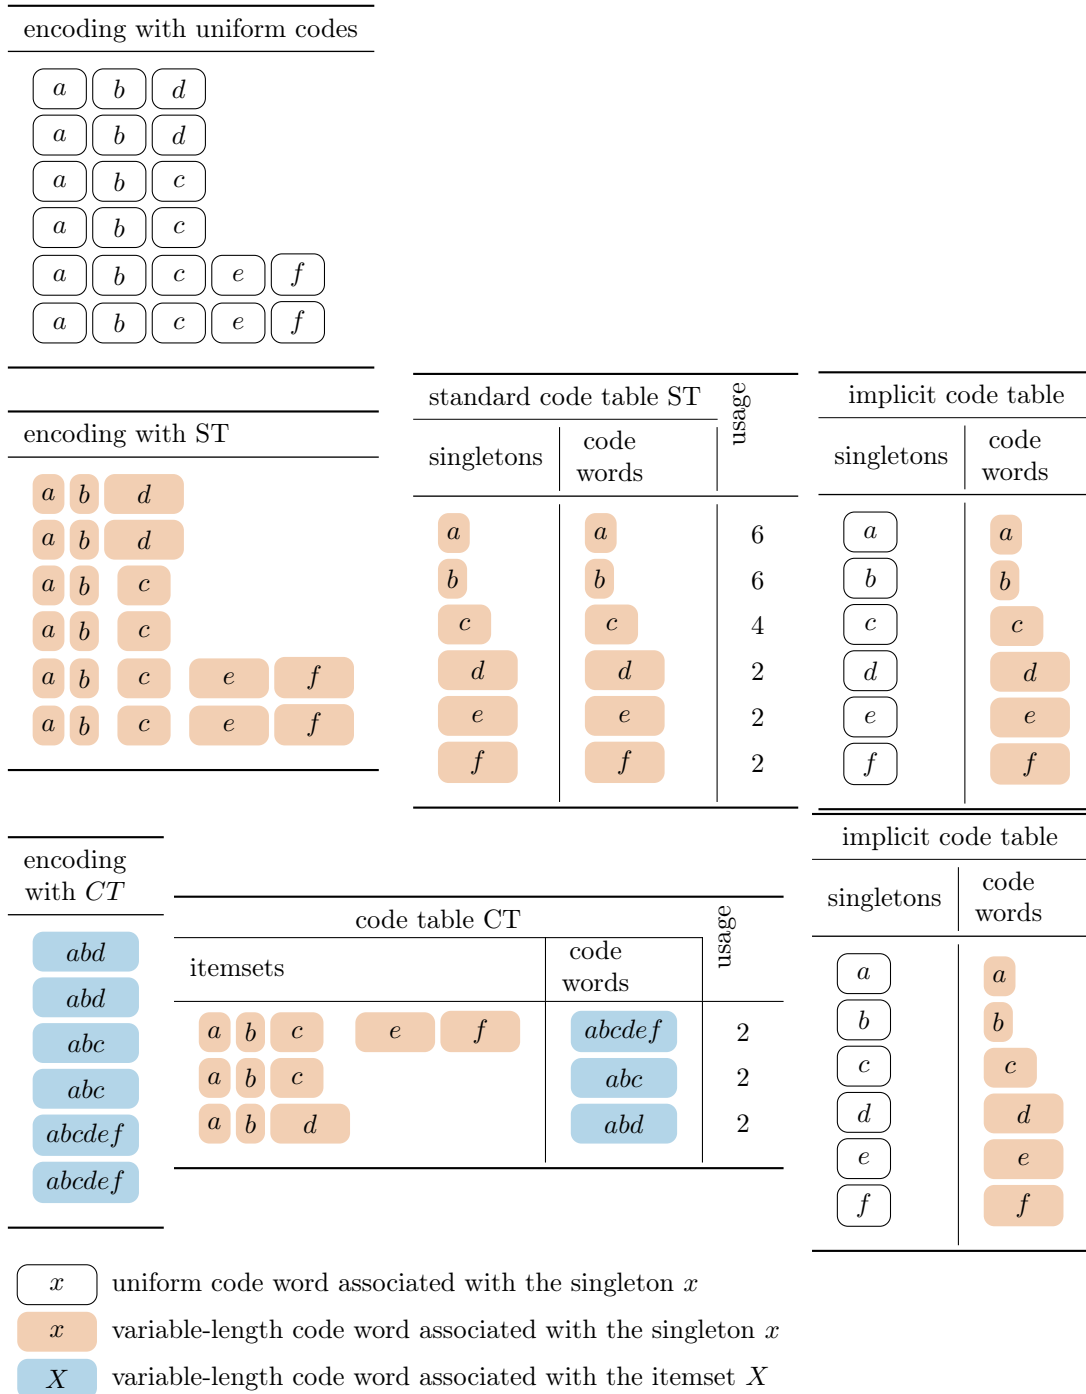 encoding with uniform codes
a b d
a b d
a b c
a b c
a b c e f
a b c e f
encoding with ST
a b d
a b d
a b c
a b c
a b c e f
a b c e f
standard code table ST usage
singletons code words
a a 6
b b 6
c c 4
d d 2
e e 2
f f 2
implicit code table
singletons code words
a a
b b
c c
d d
e e
f f
encoding
with CT
abd
abd
abc
abc
abcdef
abcdef
code table CT usage
itemsets code words
a b c e f abcdef 2
a b c abc 2
a b d abd 2
implicit code table
singletons code words
a a
b b
c c
d d
e e
f f
x uniform code word associated with the singleton x
x variable-length code word associated with the singleton x
X variable-length code word associated with the itemset X